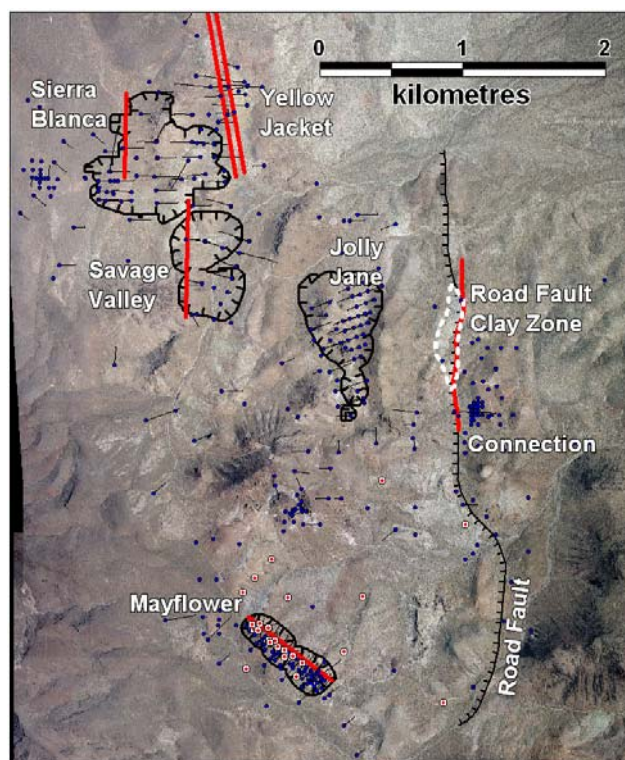 0 1 2
kilometres
Sierra
Blanca
Yellow
Jacket
Savage
Valley
Jolly
Jane
Road Fault
Clay Zone
Connection
Mayflower
Road Fault